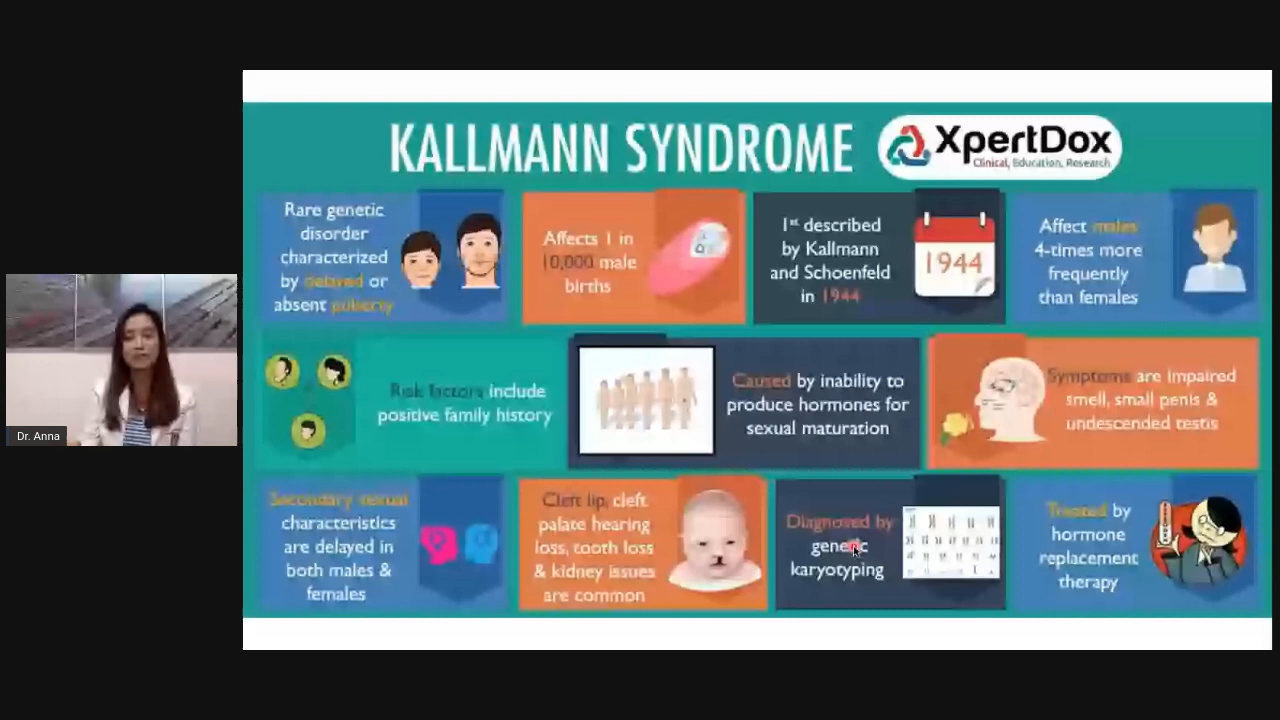 KALLMANN SYNDROME
XpertDox
Clinical, Education, Research
Rare genetic
disorder
characterized
by delayed or
absent puberty
Affects 1 in
10,000 male
births
1st described
by Kallmann
and Schoenfeld
in 1944
1944
Affect males
4-times more
frequently
than females
Risk factors include
positive family history
Caused by inability to
produce hormones for
sexual maturation
Symptoms are impaired
smell, small penis &
undescended testis
Secondary sexual
characteristics
are delayed in
both males &
females
Cleft lip, cleft
palate hearing
loss, tooth loss
& kidney issues
are common
Diagnosed by
genetic
karyotyping
Treated by
hormone
replacement
therapy
Dr. Anna